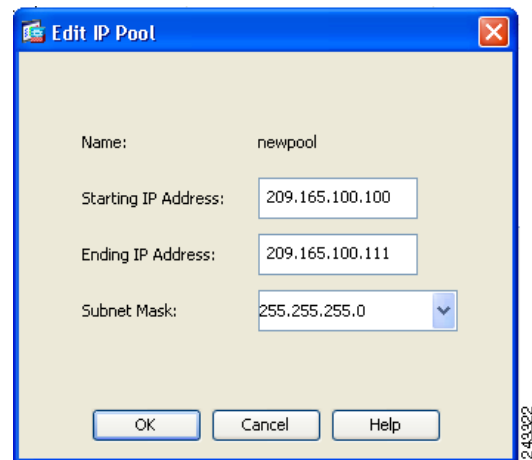 Edit IP Pool
Name: newpool
Starting IP Address: 209.165.100.100
Ending IP Address: 209.165.100.111
Subnet Mask: 255.255.255.0
OK Cancel Help
243322